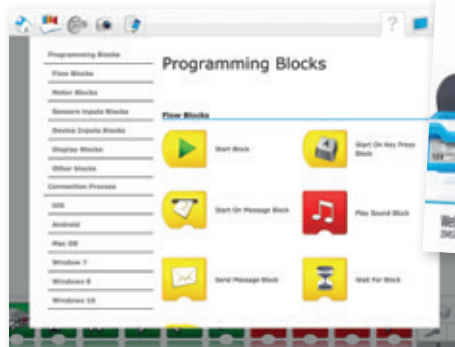 ?
Programming Blocks
Flow Blocks
Motor Blocks
Sensors Inputs Blocks
Device Inputs Blocks
Display Blocks
Other blocks
Connection Process
IOS
Android
Mac OS
Window 7
Windows 8
Windows 10
Programming Blocks
Flow Blocks
Start Block
Start On Key Press
Block
Start On Message Block
Play Sound Block
Send Message Block
Wait For Block